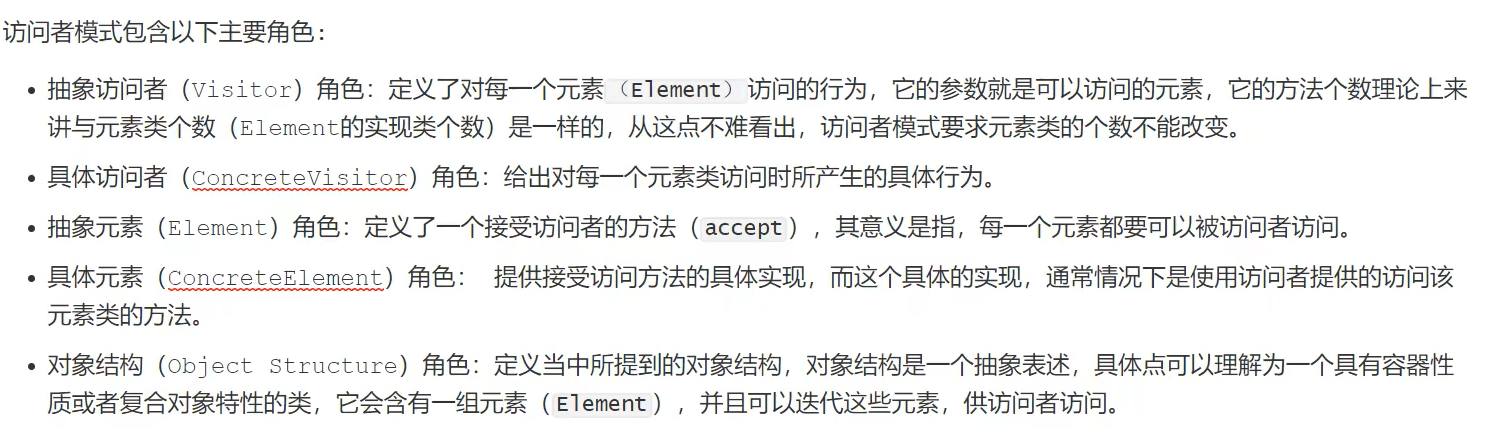 访问者模式包含以下主要角色：
• 抽象访问者（Visitor）角色：定义了对每一个元素（Element）访问的行为，它的参数就是可以访问的元素，它的方法个数理论上来
讲与元素类个数（Element的实现类个数）是一样的，从这点不难看出，访问者模式要求元素类的个数不能改变。
• 具体访问者（ConcreteVisitor）角色：给出对每一个元素类访问时所产生的具体行为。
• 抽象元素（Element）角色：定义了一个接受访问者的方法（accept），其意义是指，每一个元素都要可以被访问者访问。
• 具体元素（ConcreteElement）角色： 提供接受访问方法的具体实现，而这个具体的实现，通常情况下是使用访问者提供的访问该
元素类的方法。
• 对象结构（Object Structure）角色：定义当中所提到的对象结构，对象结构是一个抽象表述，具体点可以理解为一个具有容器性
质或者复合对象特性的类，它会含有一组元素（Element），并且可以迭代这些元素，供访问者访问。